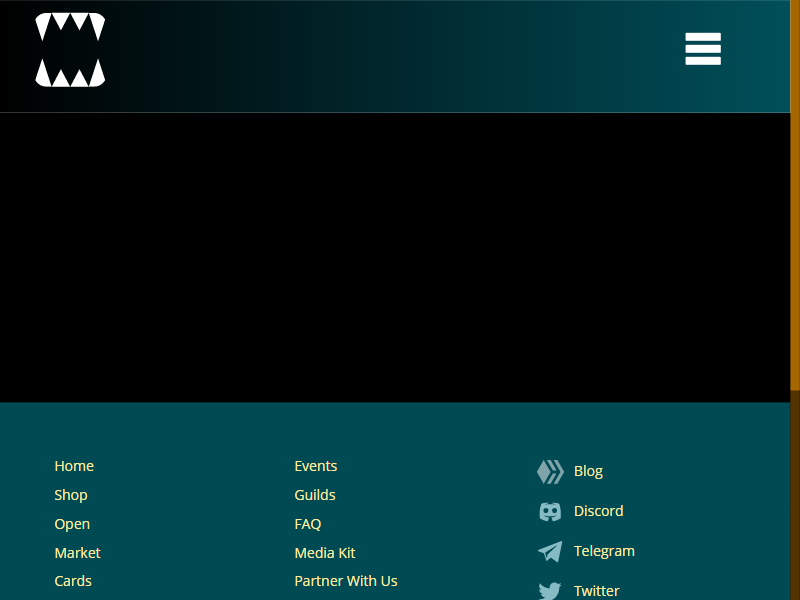 Home
Shop
Open
Market
Cards
Events
Guilds
FAQ
Media Kit
Partner With Us
Blog
Discord
Telegram
Twitter